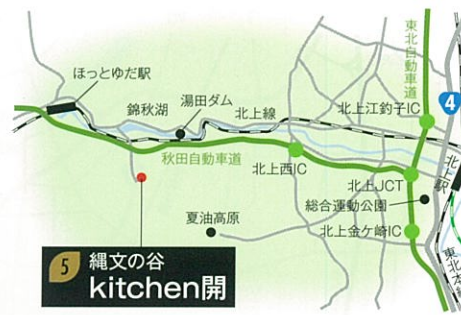 東北自動車道
4
ほっとゆだ駅
錦秋湖
湯田ダム
北上線
北上江釣子IC
秋田自動車道
北上西IC
北上駅
北上JCT
総合運動公園
夏油高原
北上金ケ崎IC
東北本線
5
縄文の谷
kitchen開